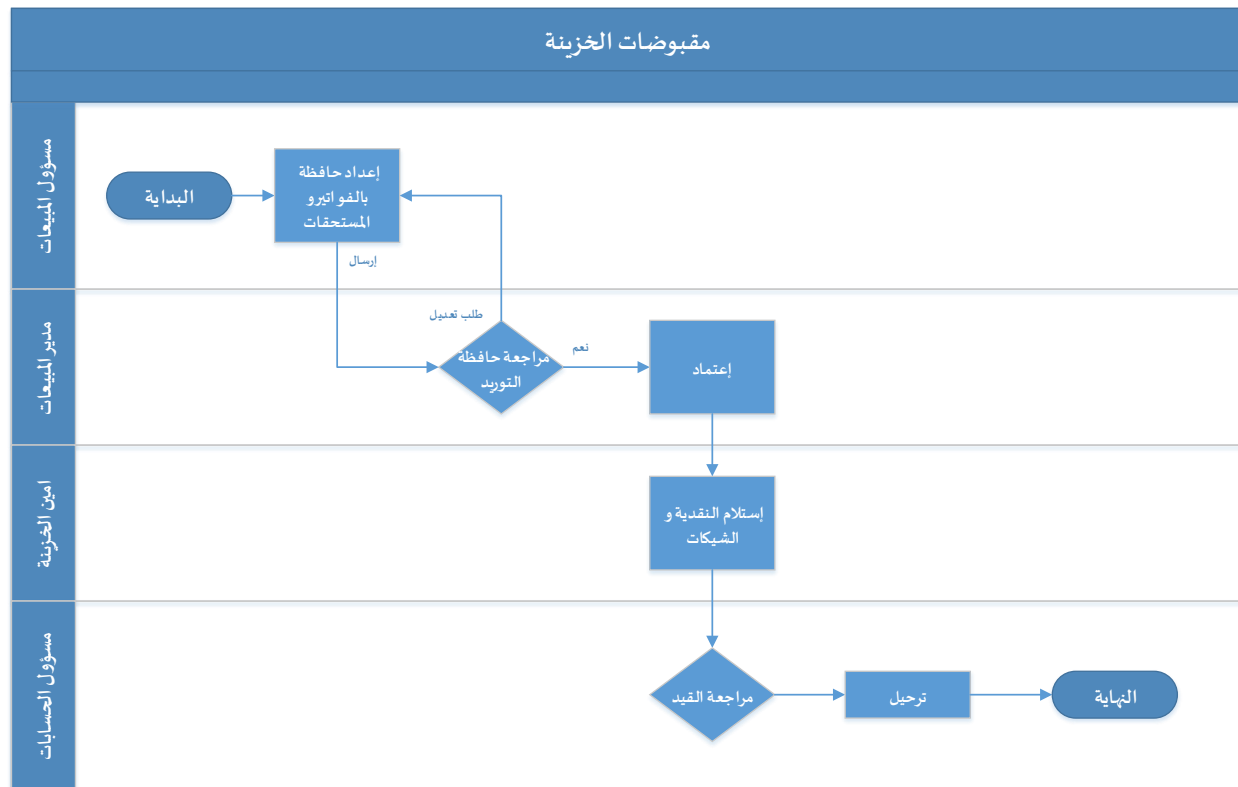 مقبوضات الخزينة
مسؤول المبيعات
البداية
إعداد حافظة
بالفواتيرو
المستحقات
إرسال
مدير المبيعات
طلب تعديل
مراجعة حافظة
التوريد
نعم
إعتماد
امين الخزينة
إستلام النقدية و
الشيكات
مسؤول الحسابات
مراجعة القيد
ترحيل
النهاية